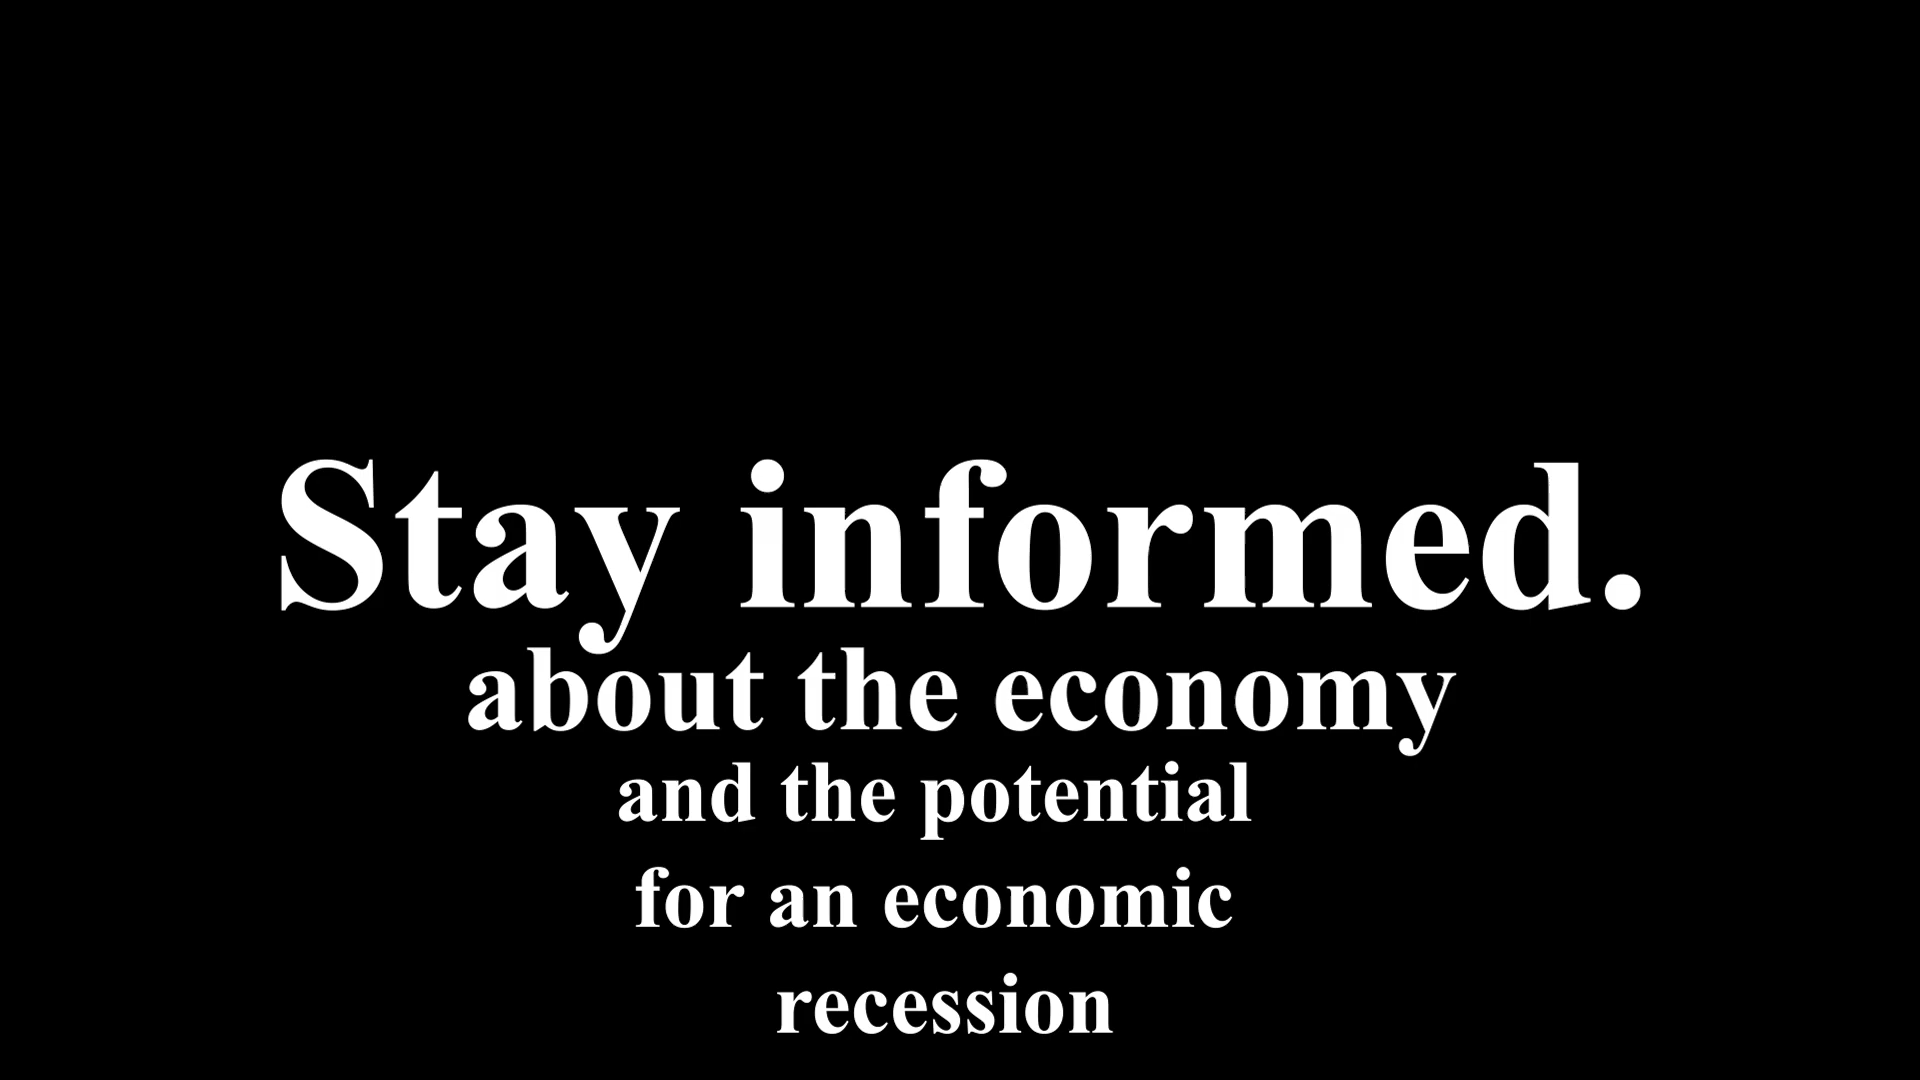 Stay informed.
about the economy
and the potential
for an economic
recession